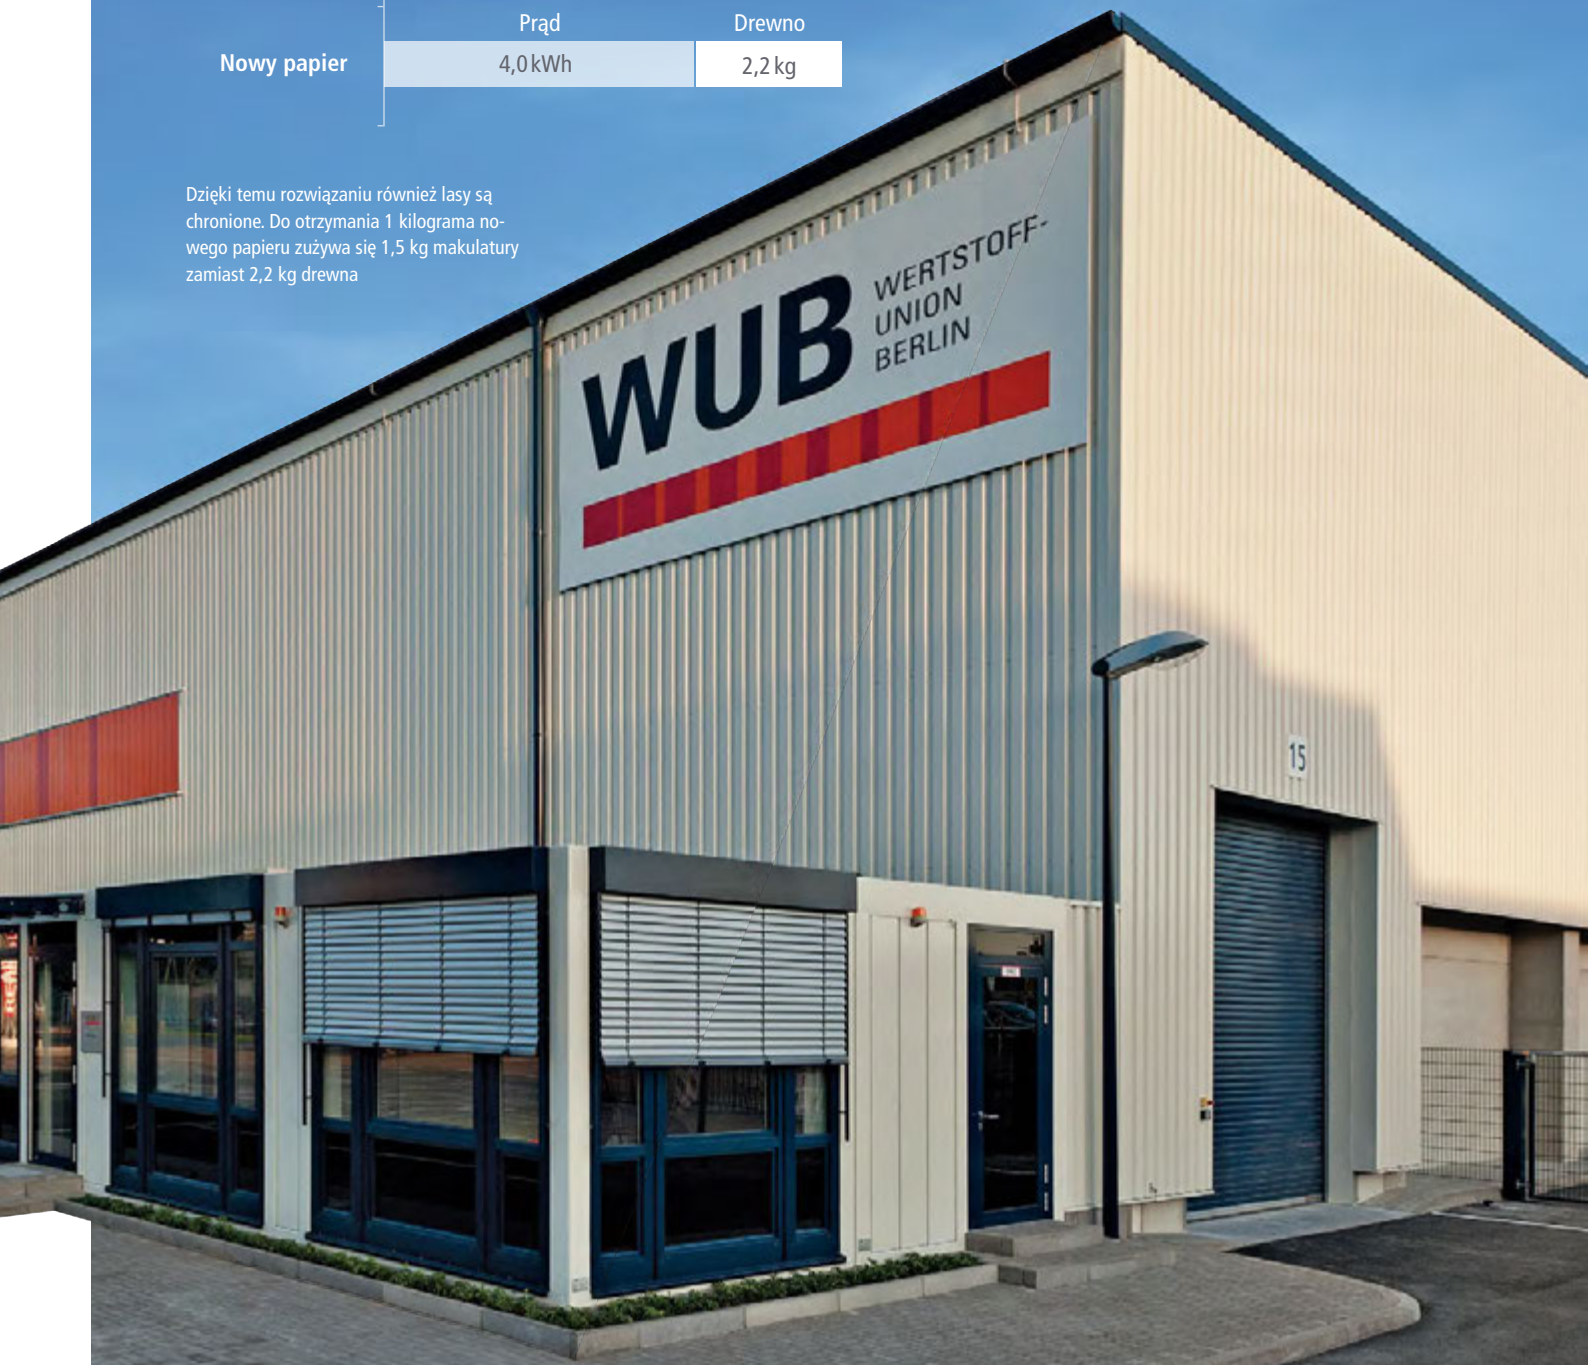 Prąd Drewno
Nowy papier 4,0 kWh 2,2 kg
Dzięki temu rozwiązaniu również lasy są
chronione. Do otrzymania 1 kilograma no-
wego papieru zużywa się 1,5 kg makulatury
zamiast 2,2 kg drewna
WUB
WERTSTOFF-
UNION
BERLIN
15